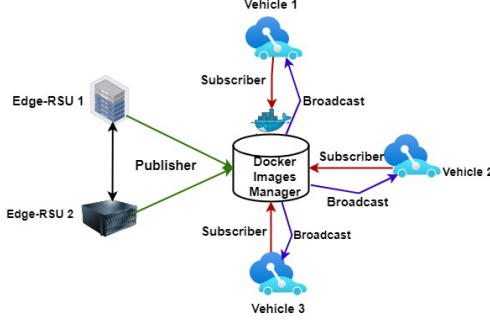 Vehicle 1
Subscriber
Edge-RSU 1
Broadcast
Publisher
Docker
Images
Manager
Subscriber
Vehicle 2
Broadcast
Edge-RSU 2
Subscriber
Broadcast
Vehicle 3